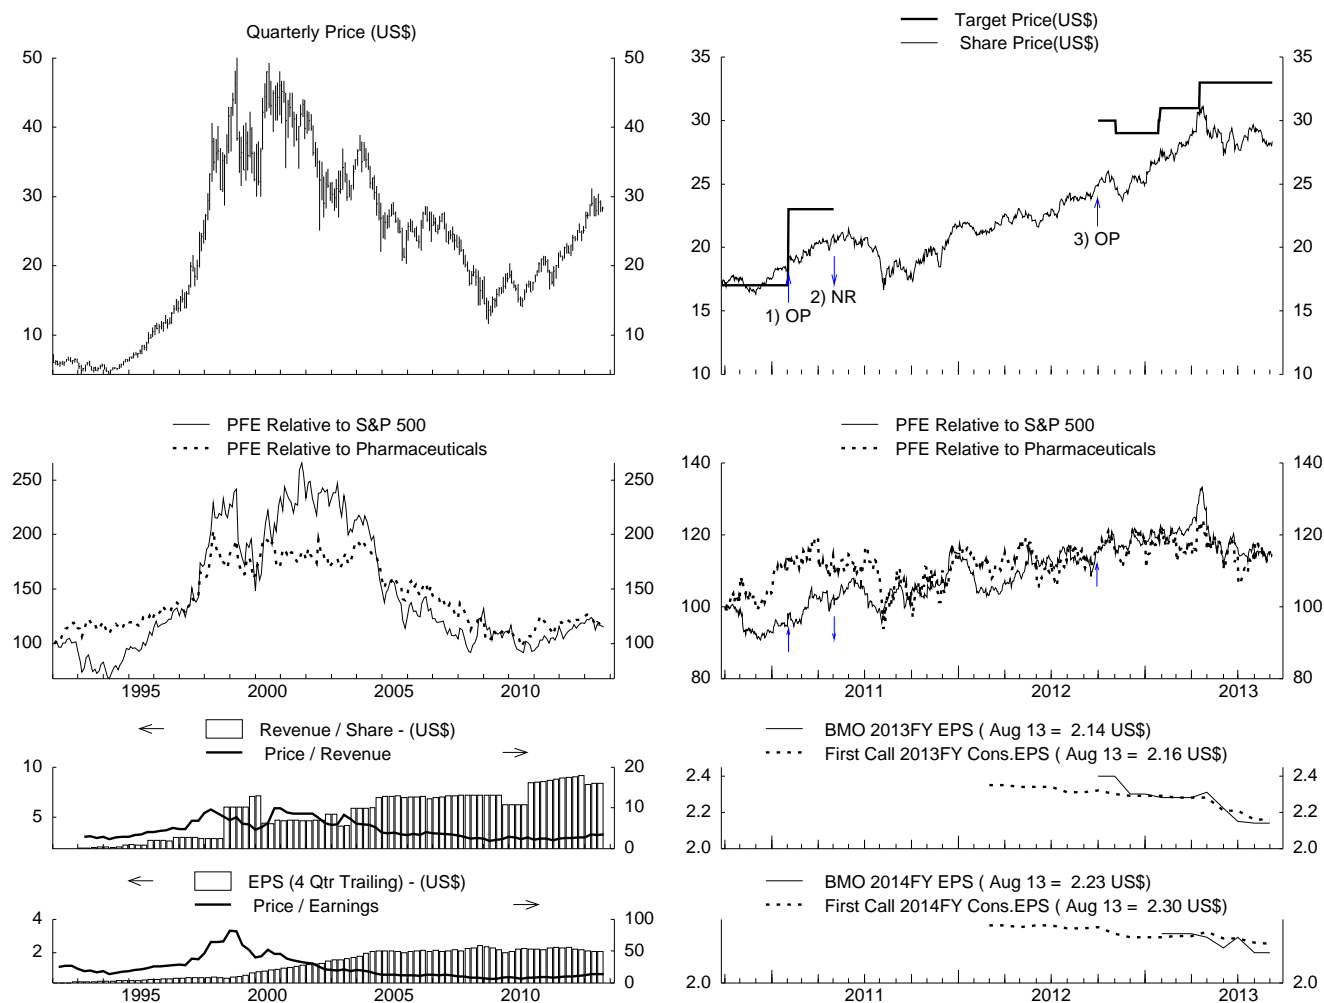 Quarterly Price (US$)
50 50
40 40
30 30
20 20
10 10
Target Price(US$)
Share Price(US$)
35 35
30 30
25 25
20 20
15 15
10 10
1) OP
2) NR
3) OP
PFE Relative to S&P 500
PFE Relative to Pharmaceuticals
250 250
200 200
150 150
100 100
1995 2000 2005 2010
PFE Relative to S&P 500
PFE Relative to Pharmaceuticals
140 140
120 120
100 100
80 80
2011 2012 2013
Revenue / Share - (US$)
Price / Revenue
10 20
5 10
0
BMO 2013FY EPS ( Aug 13 = 2.14 US$)
First Call 2013FY Cons.EPS ( Aug 13 = 2.16 US$)
2.4 2.4
2.2 2.2
2.0 2.0
EPS (4 Qtr Trailing) - (US$)
Price / Earnings
4 100
2 50
0
1995 2000 2005 2010
BMO 2014FY EPS ( Aug 13 = 2.23 US$)
First Call 2014FY Cons.EPS ( Aug 13 = 2.30 US$)
2.0 2.0
2011 2012 2013